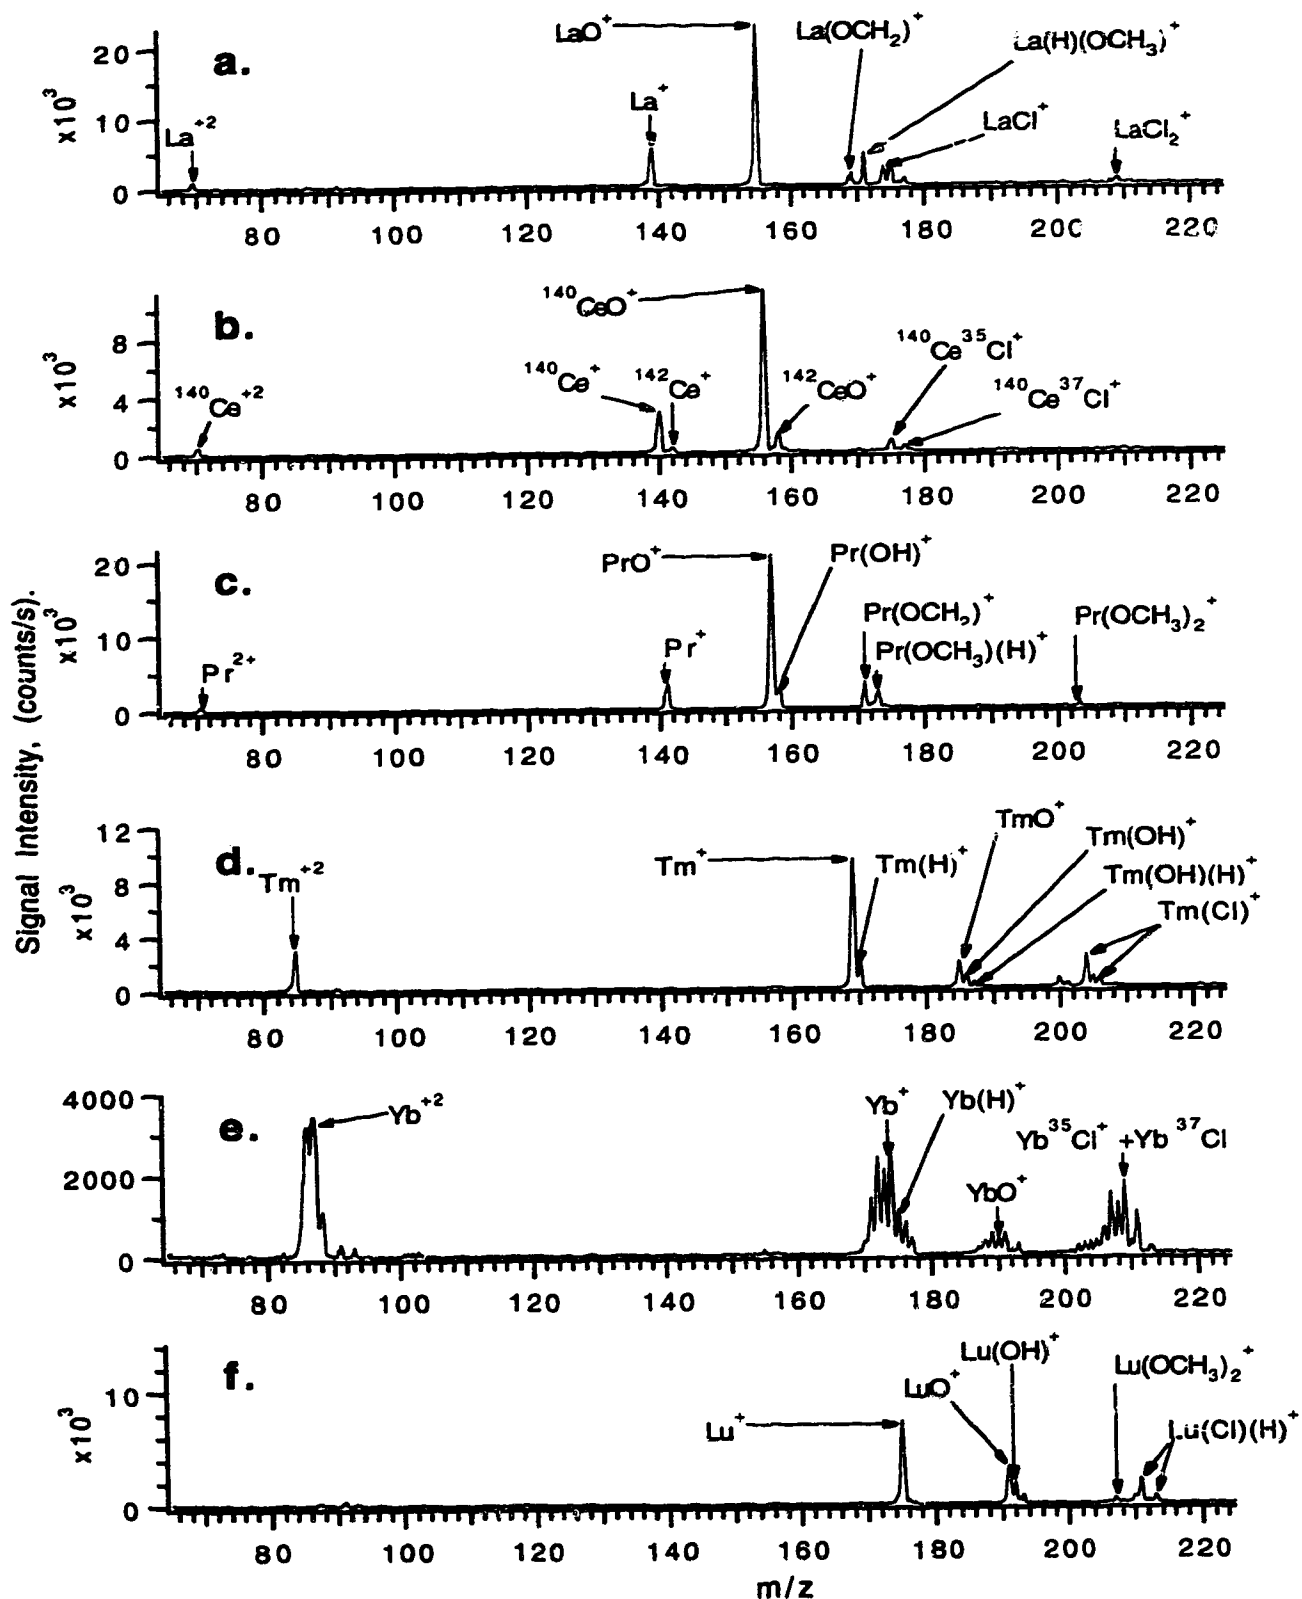 Signal Intensity, (counts/s).
a.
x10³
20
10
0
La⁺²
La⁺
LaO⁺
La(OCH₂)⁺
La(H)(OCH₃)⁺
LaCl⁺
LaCl₂⁺
80 100 120 140 160 180 200 220
b.
x10³
8
4
0
¹⁴⁰Ce⁺²
¹⁴⁰Ce⁺
¹⁴²Ce⁺
¹⁴⁰CeO⁺
¹⁴²CeO⁺
¹⁴⁰Ce³⁵Cl⁺
¹⁴⁰Ce³⁷Cl⁺
80 100 120 140 160 180 200 220
c.
x10³
20
10
0
Pr²⁺
Pr⁺
PrO⁺
Pr(OH)⁺
Pr(OCH₂)⁺
Pr(OCH₃)(H)⁺
Pr(OCH₃)₂⁺
80 100 120 140 160 180 200 220
d.
x10³
12
8
4
0
Tm⁺²
Tm⁺
Tm(H)⁺
TmO⁺
Tm(OH)⁺
Tm(OH)(H)⁺
Tm(Cl)⁺
80 100 120 140 160 180 200 220
e.
4000
2000
0
Yb⁺²
Yb⁺
Yb(H)⁺
YbO⁺
Yb³⁵Cl⁺ +Yb ³⁷Cl
80 100 120 140 160 180 200 220
f.
x10³
10
0
Lu⁺
LuO⁺
Lu(OH)⁺
Lu(OCH₃)₂⁺
Lu(Cl)(H)⁺
80 100 120 140 160 180 200 220
m/z